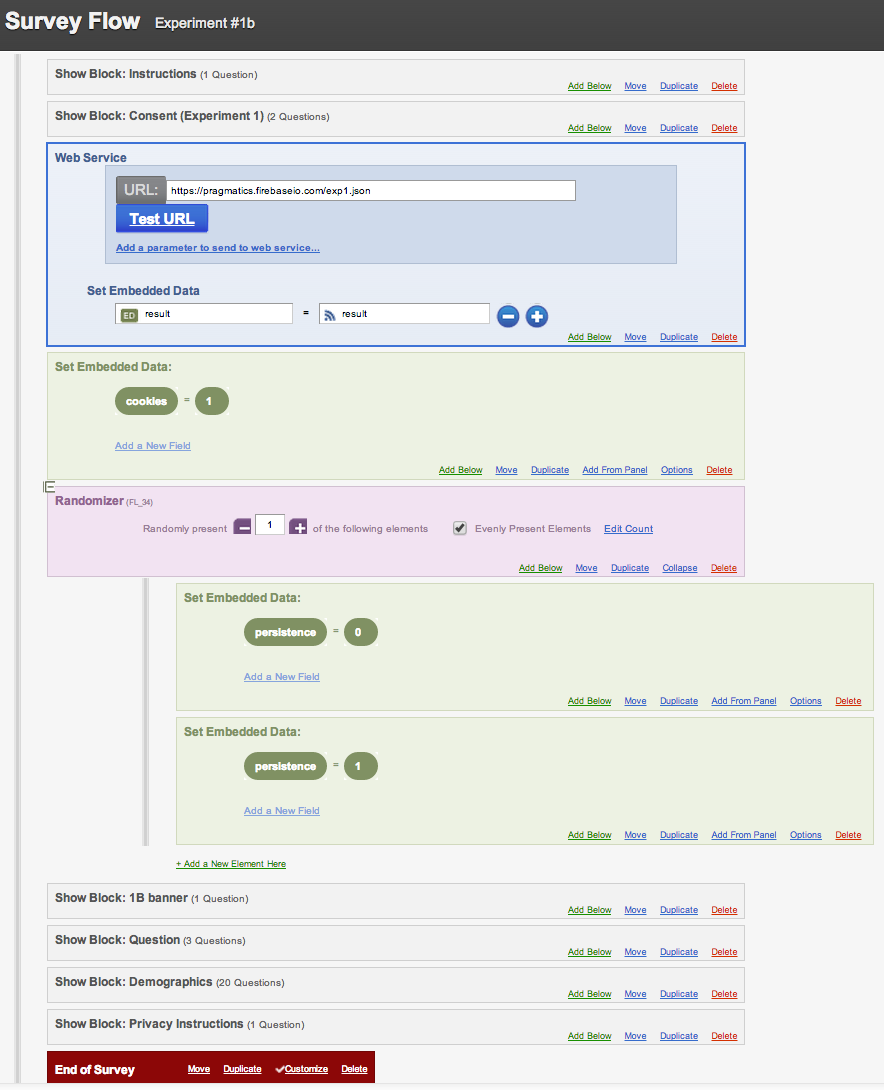 Survey Flow Experiment #1b
Show Block: Instructions (1 Question)
Add Below Move Duplicate Delete
Show Block: Consent (Experiment 1) (2 Questions)
Add Below Move Duplicate Delete
Web Service
URL: https://pragmatics.firebaseio.com/exp1.json
Test URL
Add a parameter to send to web service...
Set Embedded Data
ED result = result
Add Below Move Duplicate Delete
Set Embedded Data:
cookies = 1
Add a New Field
Add Below Move Duplicate Add From Panel Options Delete
Randomizer (FL_34)
Randomly present 1 of the following elements Evenly Present Elements Edit Count
Add Below Move Duplicate Collapse Delete
Set Embedded Data:
persistence = 0
Add a New Field
Add Below Move Duplicate Add From Panel Options Delete
Set Embedded Data:
persistence = 1
Add a New Field
Add Below Move Duplicate Add From Panel Options Delete
+ Add a New Element Here
Show Block: 1B banner (1 Question)
Add Below Move Duplicate Delete
Show Block: Question (3 Questions)
Add Below Move Duplicate Delete
Show Block: Demographics (20 Questions)
Add Below Move Duplicate Delete
Show Block: Privacy Instructions (1 Question)
Add Below Move Duplicate Delete
End of Survey Move Duplicate Customize Delete